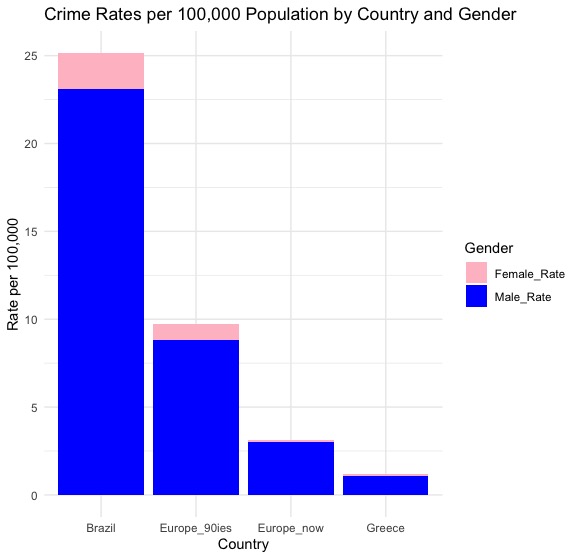 Crime Rates per 100,000 Population by Country and Gender
Rate per 100,000
25
20
15
10
5
0
Brazil Europe_90ies Europe_now Greece
Country
Gender
Female_Rate
Male_Rate